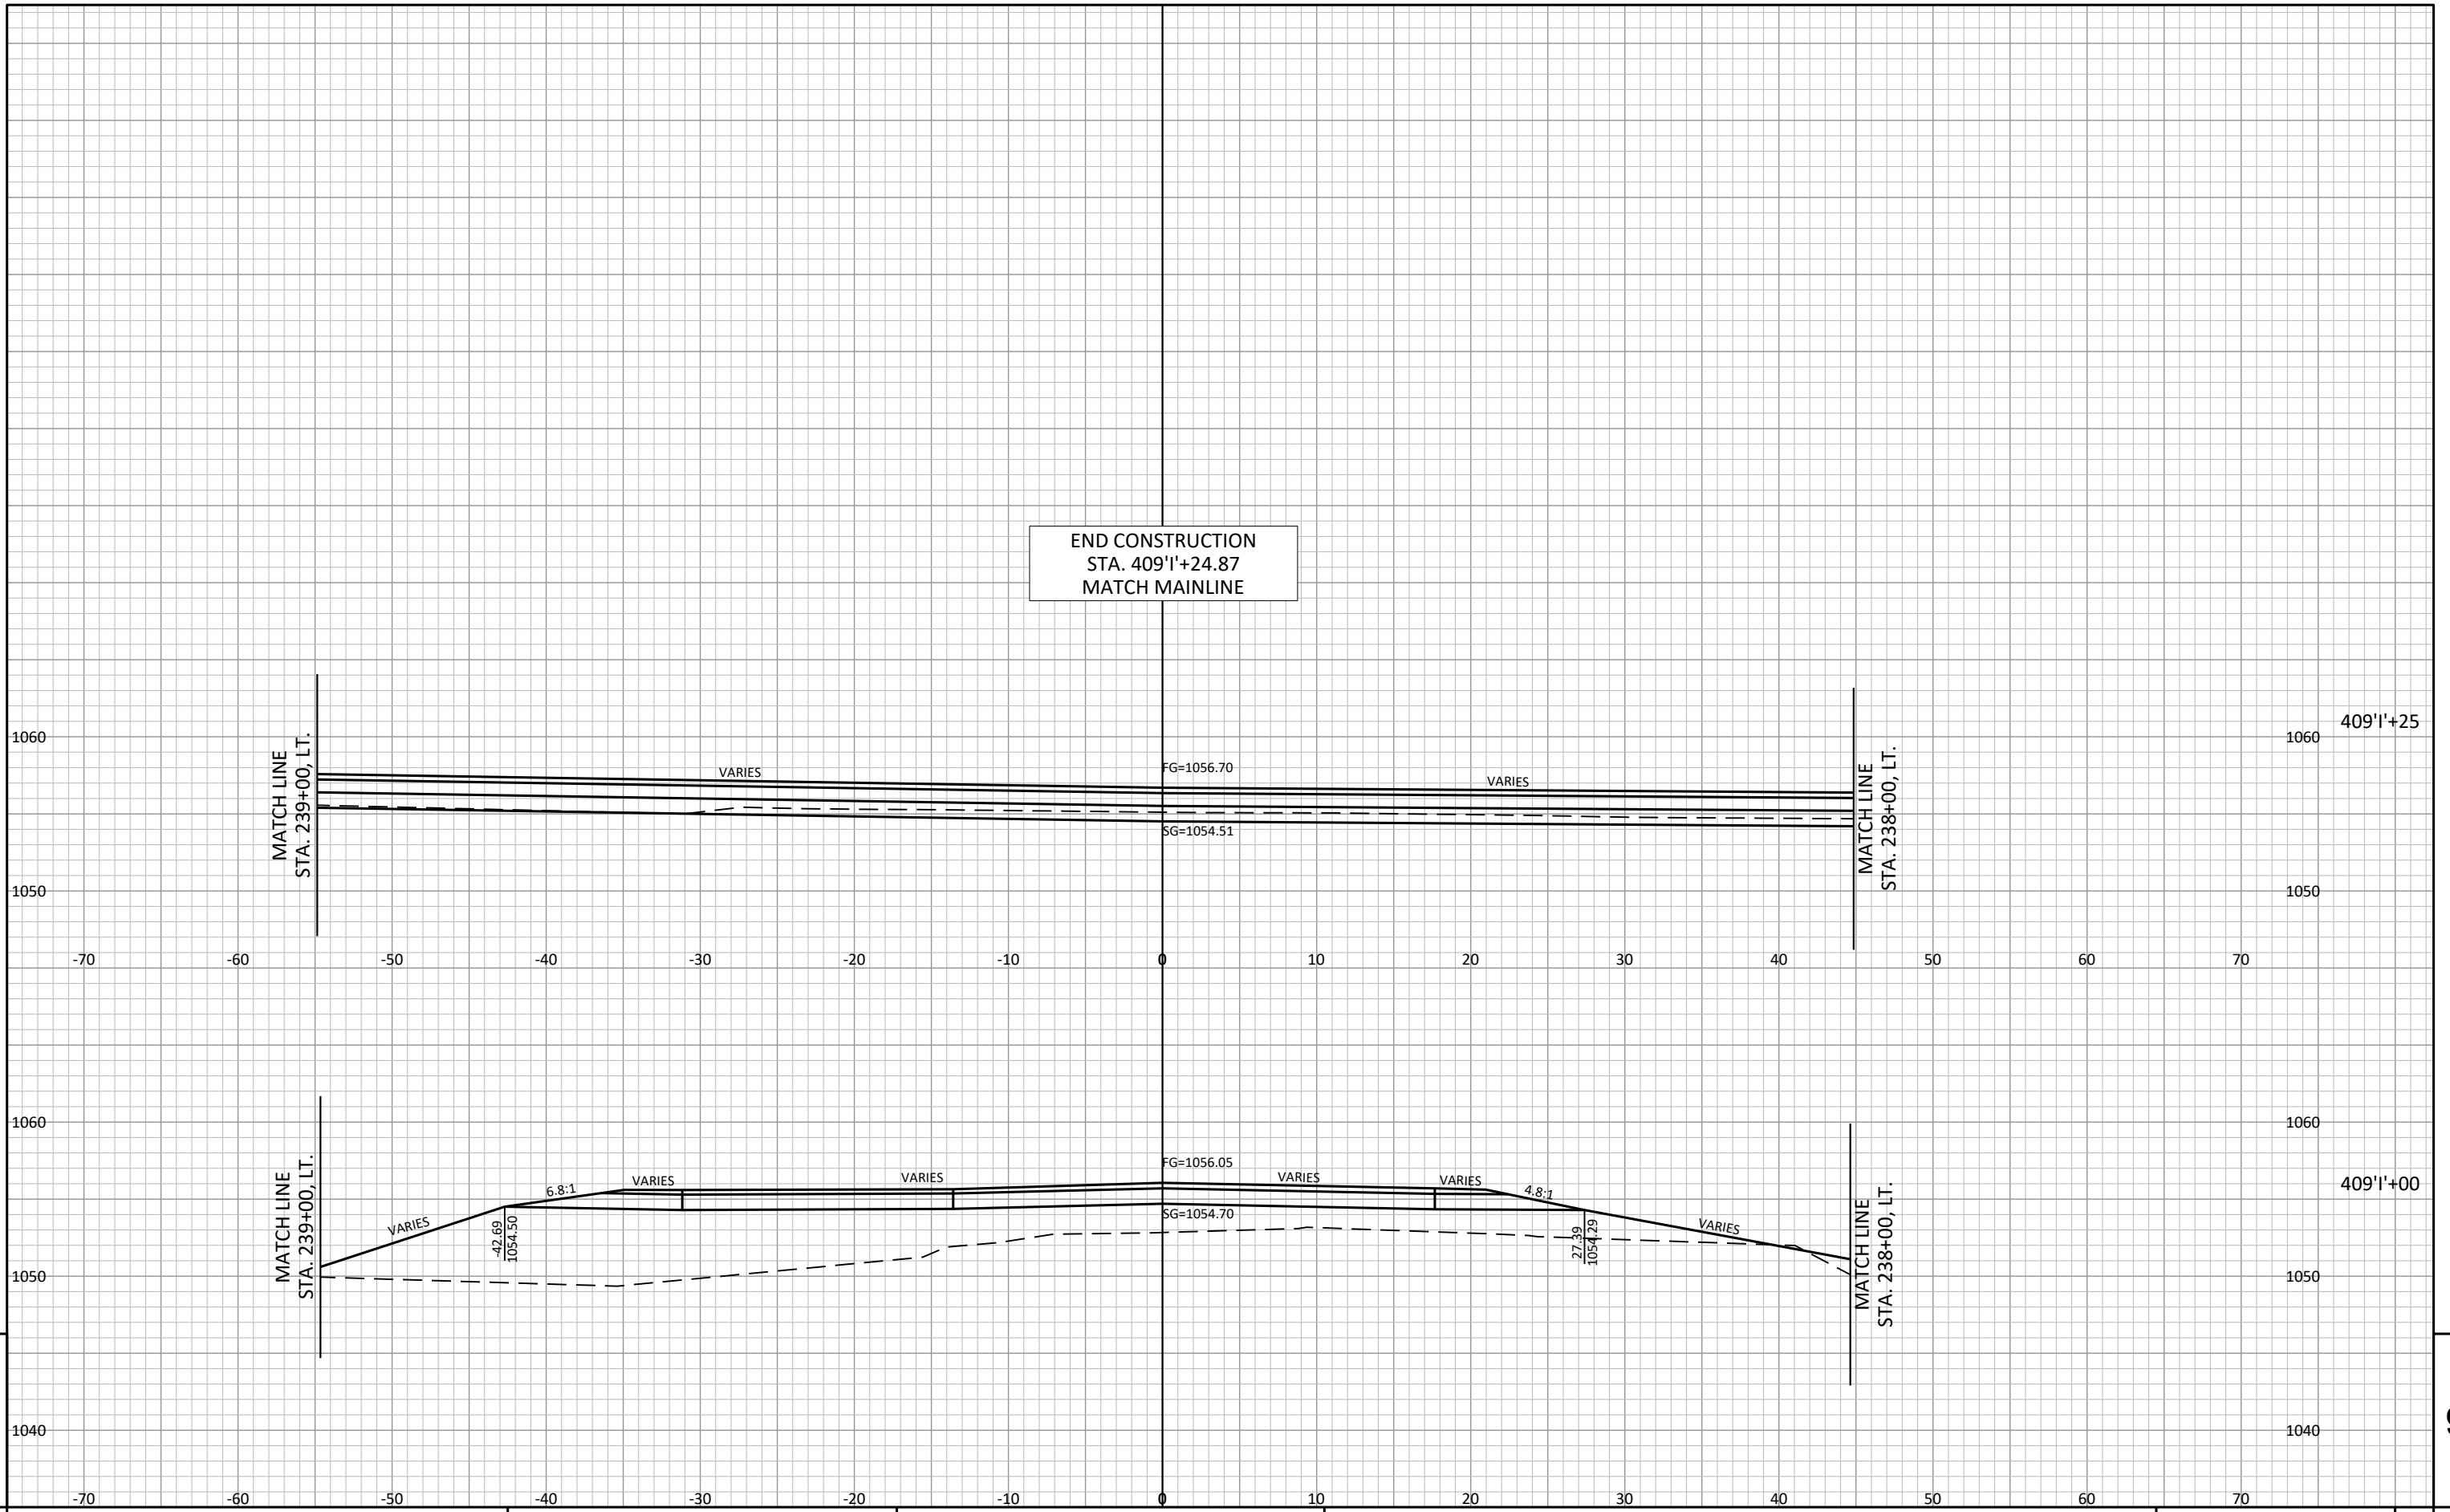 END CONSTRUCTION
STA. 409'I'+24.87
MATCH MAINLINE
409'I'+25
1060
1060
MATCH LINE
STA. 239+00, LT.
VARIES
FG=1056.70
VARIES
SG=1054.51
MATCH LINE
STA. 238+00, LT.
1050
1050
-70 -60 -50 -40 -30 -20 -10 0 10 20 30 40 50 60 70
1060
1060
409'I'+00
MATCH LINE
STA. 239+00, LT.
VARIES
6.8:1
VARIES
VARIES
FG=1056.05
VARIES
VARIES
4.8:1
VARIES
SG=1054.70
-42.69
1054.50
27.39
1054.29
MATCH LINE
STA. 238+00, LT.
1050
1050
1040
1040
-70 -60 -50 -40 -30 -20 -10 0 10 20 30 40 50 60 70